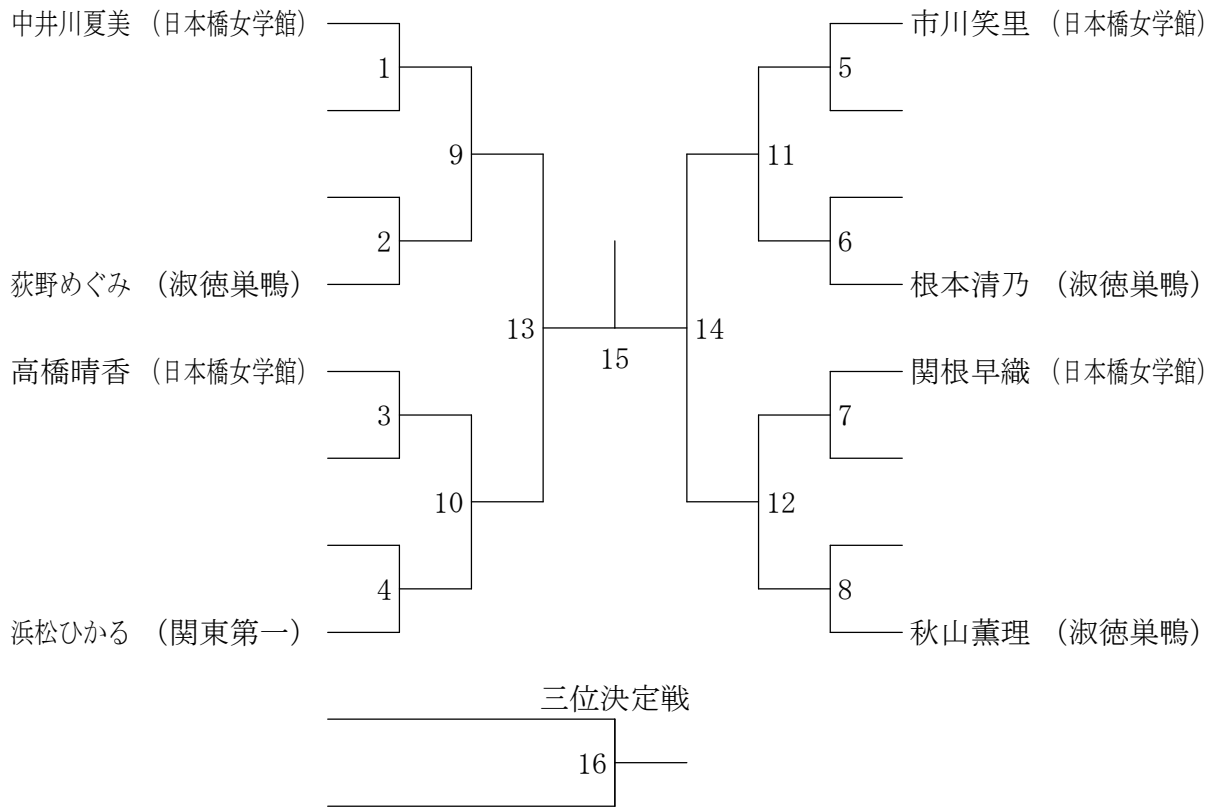 中井川夏美 (日本橋女学館)
1
9
2
荻野めぐみ (淑徳巣鴨)
13
高橋晴香 (日本橋女学館)
3
10
4
浜松ひかる (関東第一)
15
市川笑里 (日本橋女学館)
5
11
6
根本清乃 (淑徳巣鴨)
14
関根早織 (日本橋女学館)
7
12
8
秋山薫理 (淑徳巣鴨)
三位決定戦
16